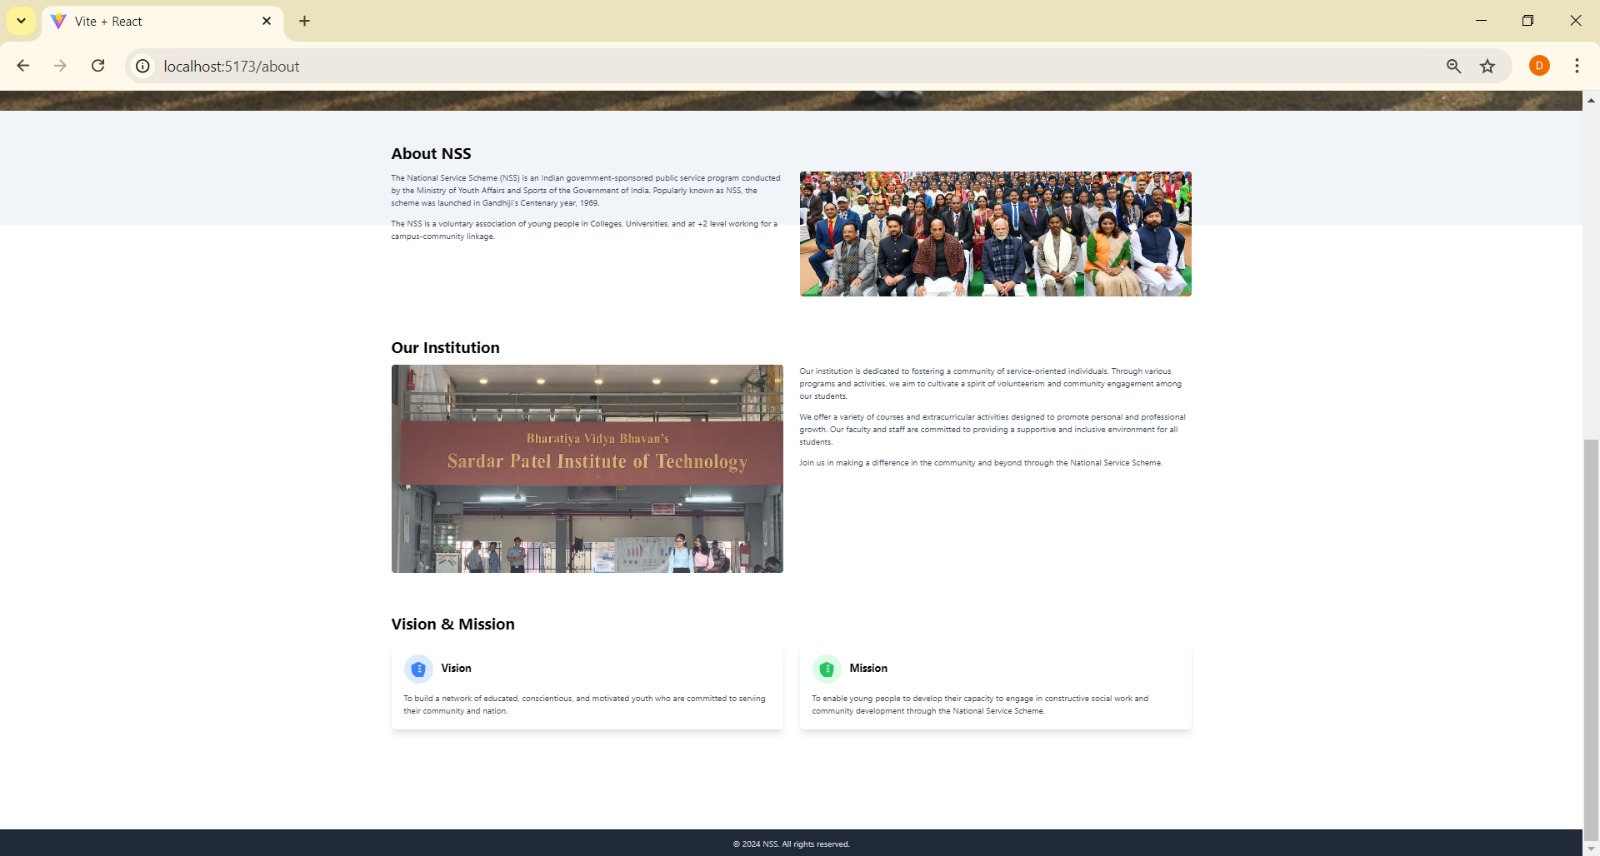 Vite + React
localhost:5173/about
D
About NSS
The National Service Scheme (NSS) is an Indian government-sponsored public service program conducted
by the Ministry of Youth Affairs and Sports of the Government of India. Popularly known as NSS, the
scheme was launched in Gandhiji's Centenary year, 1969.
The NSS is a voluntary association of young people in Colleges, Universities, and at +2 level working for a
campus-community linkage.
Our Institution
Bharatiya Vidya Bhavan's
Sardar Patel Institute of Technology
Our institution is dedicated to fostering a community of service-oriented individuals. Through various
programs and activities, we aim to cultivate a spirit of volunteerism and community engagement among
our students.
We offer a variety of courses and extracurricular activities designed to promote personal and professional
growth. Our faculty and staff are committed to providing a supportive and inclusive environment for all
students.
Join us in making a difference in the community and beyond through the National Service Scheme.
Vision & Mission
Vision
To build a network of educated, conscientious, and motivated youth who are committed to serving
their community and nation.
Mission
To enable young people to develop their capacity to engage in constructive social work and
community development through the National Service Scheme.
© 2024 NSS. All rights reserved.